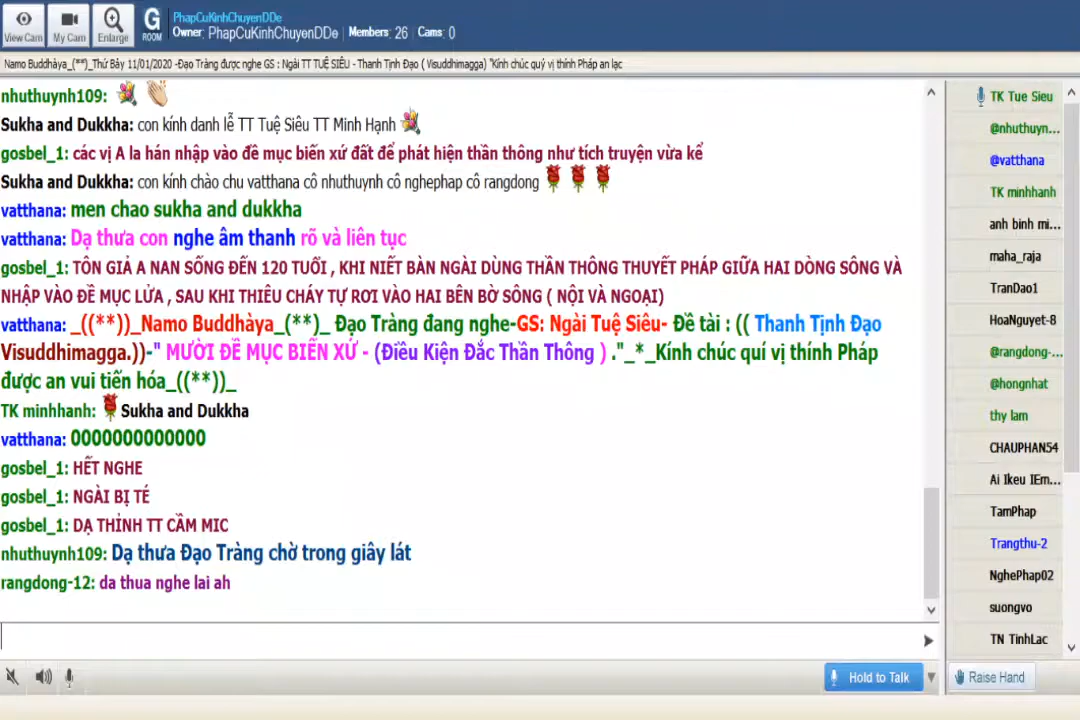 PhapCuKinhChuyenDDe
Owner: PhapCuKinhChuyenDDe | Members: 26 | Cams: 0
View Cam My Cam Enlarge G ROOM
Namo Buddhàya_(**)_Thứ Bảy 11/01/2020 -Đạo Tràng được nghe GS : Ngài TT TUỆ SIÊU - Thanh Tịnh Đạo ( Visuddhimagga) "Kính chúc quý vị thính Pháp an lạc
nhuthuynh109:
Sukha and Dukkha: con kính danh lễ TT Tuệ Siêu TT Minh Hạnh
gosbel_1: các vị A la hán nhập vào đề mục biến xứ đất để phát hiện thần thông như tích truyện vừa kể
Sukha and Dukkha: con kính chào chu vatthana cô nhuthuynh cô nghephap cô rangdong
vatthana: men chao sukha and dukkha
vatthana: Dạ thưa con nghe âm thanh rõ và liên tục
gosbel_1: TÔN GIẢ A NAN SỐNG ĐẾN 120 TUỔI , KHI NIẾT BÀN NGÀI DÙNG THẦN THÔNG THUYẾT PHÁP GIỮA HAI DÒNG SÔNG VÀ
NHẬP VÀO ĐỀ MỤC LỬA , SAU KHI THIÊU CHÁY TỰ RƠI VÀO HAI BÊN BỜ SÔNG ( NỘI VÀ NGOẠI)
vatthana: _((**))_Namo Buddhàya_(**)_ Đạo Tràng đang nghe-GS: Ngài Tuệ Siêu- Đề tài : (( Thanh Tịnh Đạo
Visuddhimagga.))-" MƯỜI ĐỀ MỤC BIẾN XỨ - (Điều Kiện Đắc Thần Thông ) ."_*_Kính chúc quí vị thính Pháp
được an vui tiến hóa_((**))_
TK minhhanh: Sukha and Dukkha
vatthana: 0000000000000
gosbel_1: HẾT NGHE
gosbel_1: NGÀI BỊ TÉ
gosbel_1: DẠ THỈNH TT CẦM MIC
nhuthuynh109: Dạ thưa Đạo Tràng chờ trong giây lát
rangdong-12: da thua nghe lai ah
TK Tue Sieu
@nhuthuyn...
@vatthana
TK minhhanh
anh binh mi...
maha_raja
TranDao1
HoaNguyet-8
@rangdong-...
@hongnhat
thy lam
CHAUPHAN54
Ai Ikeu IEm...
TamPhap
Trangthu-2
NghePhap02
suongvo
TN TinhLac
Hold to Talk
Raise Hand